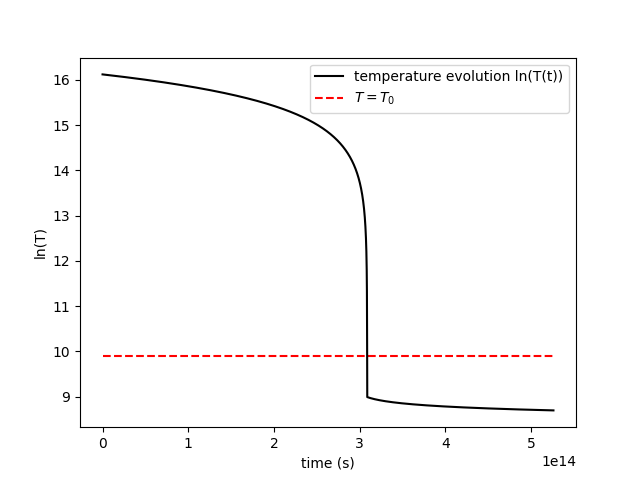 temperature evolution ln(T(t))
T = T₀
16
15
14
13
12
11
10
9
ln(T)
0
1
2
3
4
5
1e14
time (s)